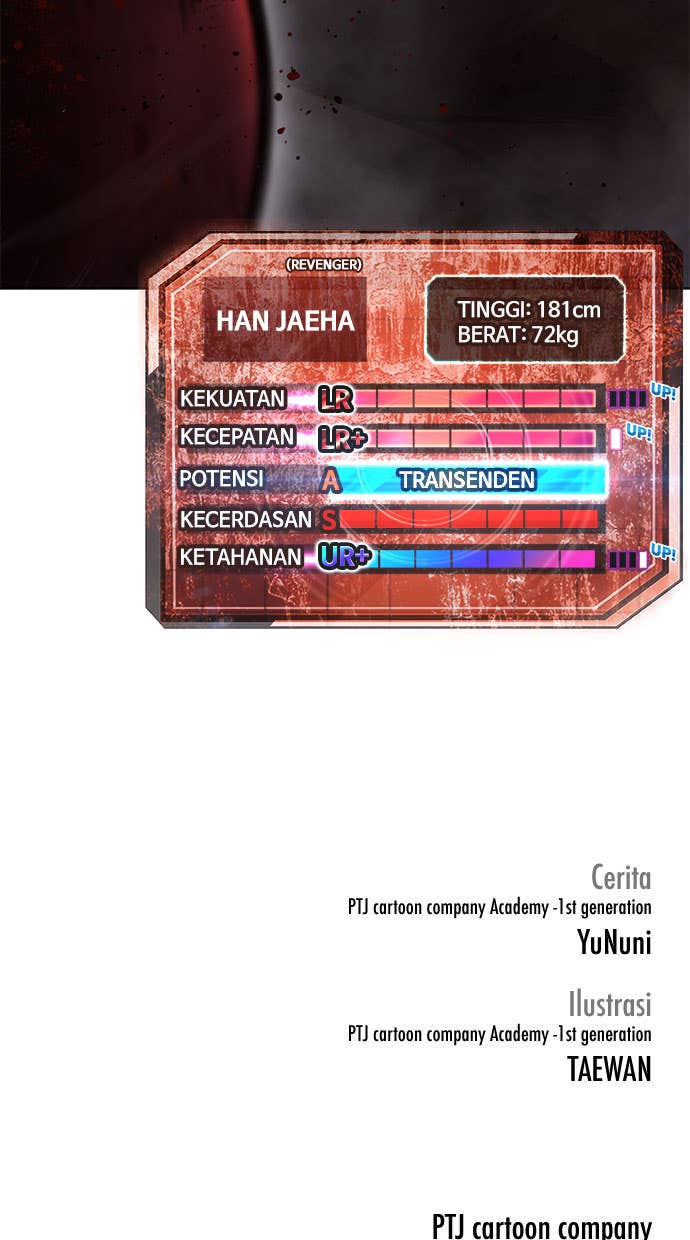 (REVENGER)
HAN JAEHA
TINGGI: 181cm
BERAT: 72kg
KEKUATAN LR UP!
KECEPATAN LR+ UP!
POTENSI A TRANSENDEN
KECERDASAN S
KETAHANAN UR+ UP!
Cerita
PTJ cartoon company Academy -1st generation
YuNuni
Ilustrasi
PTJ cartoon company Academy -1st generation
TAEWAN
PTJ cartoon company